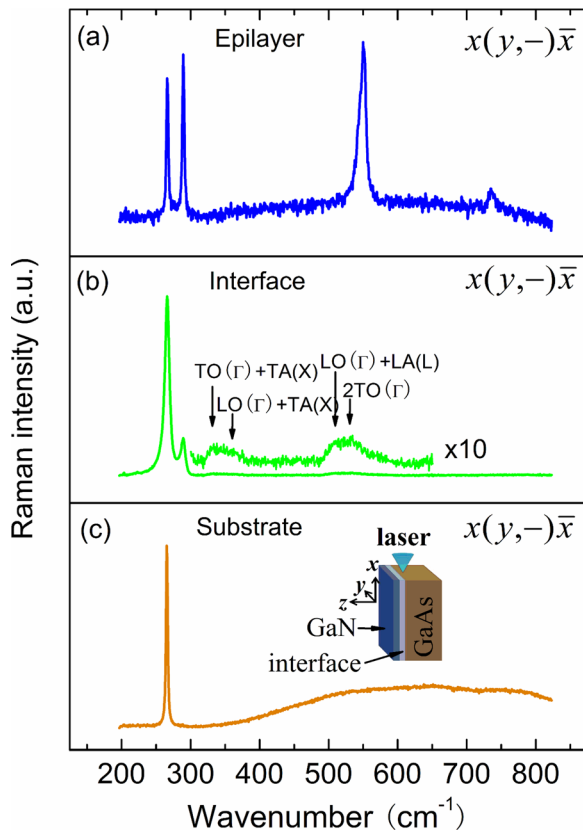 (a) Epilayer x(y,−)x̅
(b) Interface x(y,−)x̅
TO(Γ)+TA(X)
LO(Γ)+LA(L)
LO(Γ)+TA(X)
2TO(Γ)
x10
(c) Substrate x(y,−)x̅
laser
x
y
z
GaN
GaAs
interface
Raman intensity (a.u.)
200 300 400 500 600 700 800
Wavenumber (cm⁻¹)